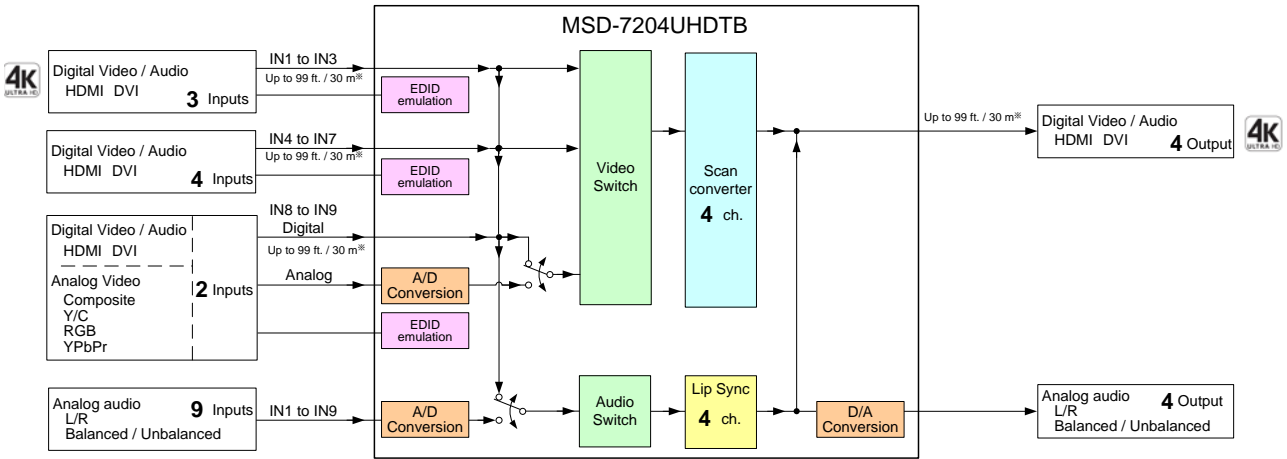 MSD-7204UHDTB
4K
ULTRA HD
Digital Video / Audio
HDMI DVI
3 Inputs
IN1 to IN3
Up to 99 ft. / 30 m※
EDID
emulation
Digital Video / Audio
HDMI DVI
4 Inputs
IN4 to IN7
Up to 99 ft. / 30 m※
EDID
emulation
Digital Video / Audio
HDMI DVI
Analog Video
Composite
Y/C
RGB
YPbPr
2 Inputs
IN8 to IN9
Digital
Up to 99 ft. / 30 m※
Analog
A/D
Conversion
EDID
emulation
Analog audio
L/R
Balanced / Unbalanced
9 Inputs
IN1 to IN9
A/D
Conversion
Video
Switch
Scan
converter
4 ch.
Audio
Switch
Lip Sync
4 ch.
D/A
Conversion
Up to 99 ft. / 30 m※
Digital Video / Audio
HDMI DVI
4 Output
4K
ULTRA HD
Analog audio
L/R
Balanced / Unbalanced
4 Output